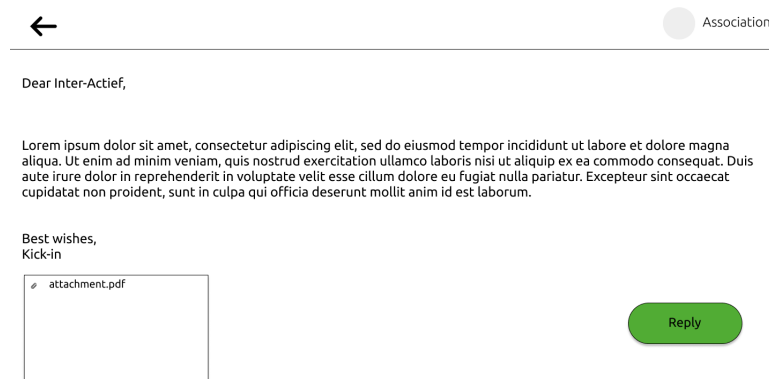 Association
Dear Inter-Actief,
Lorem ipsum dolor sit amet, consectetur adipiscing elit, sed do eiusmod tempor incididunt ut labore et dolore magna
aliqua. Ut enim ad minim veniam, quis nostrud exercitation ullamco laboris nisi ut aliquip ex ea commodo consequat. Duis
aute irure dolor in reprehenderit in voluptate velit esse cillum dolore eu fugiat nulla pariatur. Excepteur sint occaecat
cupidatat non proident, sunt in culpa qui officia deserunt mollit anim id est laborum.
Best wishes,
Kick-in
attachment.pdf
Reply